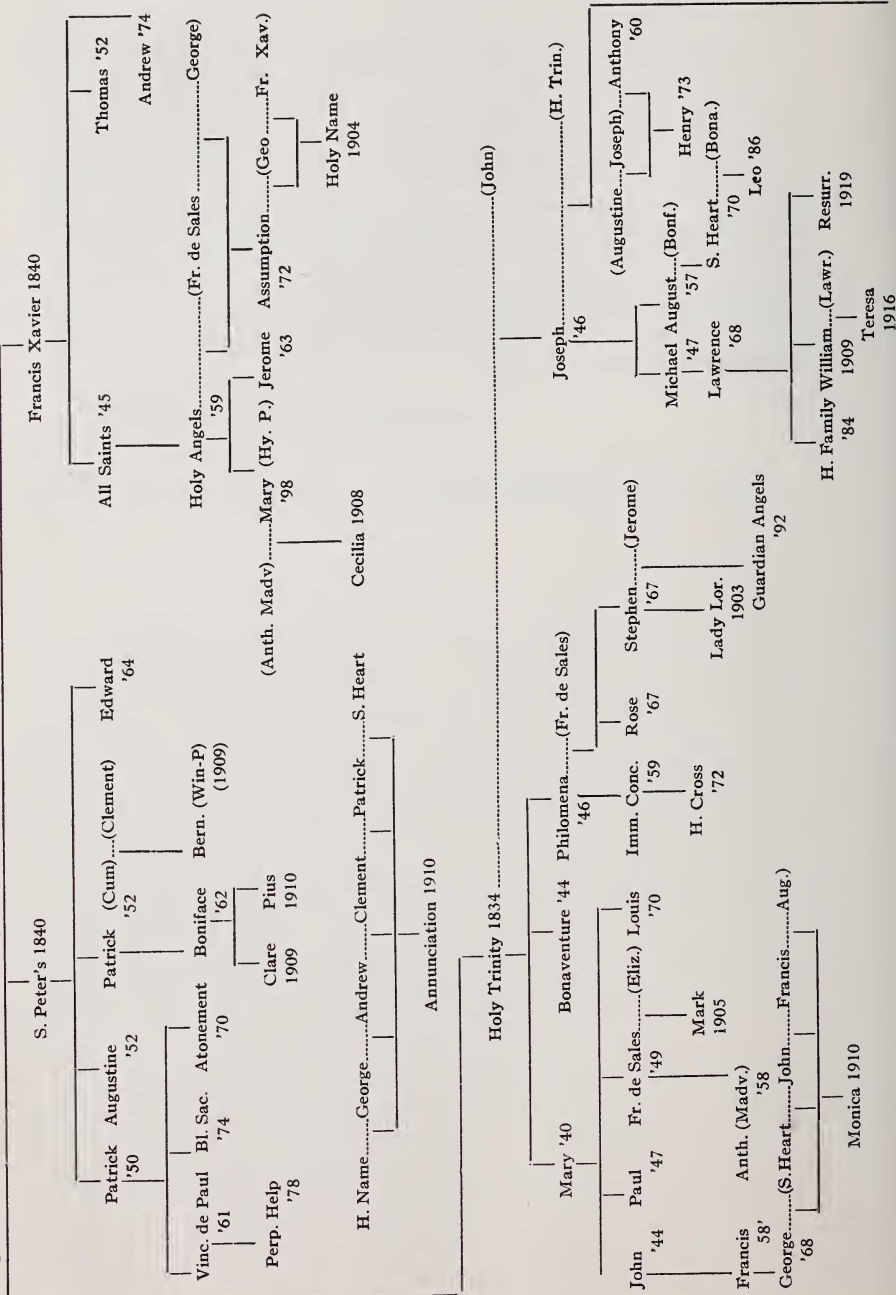 S. Peter's 1840
Francis Xavier 1840
Patrick '50
Augustine '52
Patrick (Cum)....(Clement)
'52
Edward '64
All Saints '45
Thomas '52
Andrew '74
Vinc. de Paul '61
Bl. Sac. '74
Atonement '70
Boniface '62
Bern. (Win-P) (1909)
Holy Angels..........(Fr. de Sales ..........George)
'59
Perp. Help '78
Clare 1909
Pius 1910
(Anth. Madv)......Mary (Hy. P.) Jerome
'98
'63
Assumption......(Geo......Fr. Xav.)
'72
Cecilia 1908
Holy Name 1904
H. Name........George........Andrew........Clement........Patrick........S. Heart
Annunciation 1910
Holy Trinity 1834 ..........(John)
Mary '40
Bonaventure '44
Philomena......(Fr. de Sales)
'46
Joseph..........(H. Trin.)
'46
John '44
Paul '47
Fr. de Sales......(Eliz.) Louis
'49
'70
Imm. Conc. '59
Rose '67
Stephen.......(Jerome)
'67
Michael '47
August....(Bonf.)
'57
(Augustine....Joseph) Anthony
'60
Francis 58'
Anth. (Madv.) '58
Mark 1905
H. Cross '72
Lady Lor. 1903
Guardian Angels '92
Lawrence '68
S. Heart......(Bona.)
'70
Henry '73
Leo '86
George.......(S. Heart........John........Francis........Aug.)
'68
Monica 1910
H. Family '84
William....(Lawr.)
1909
Resurr. 1919
Teresa 1916